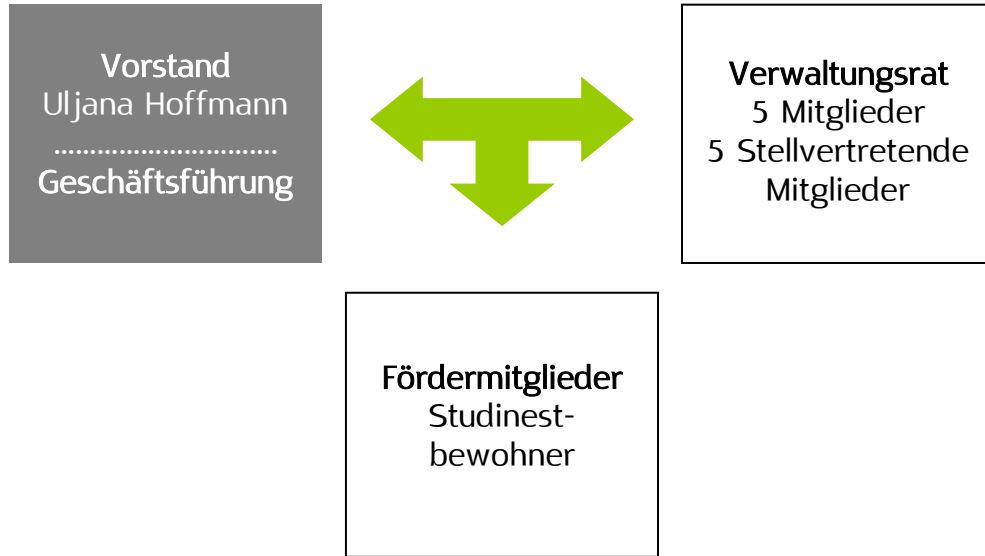 Vorstand
Uljana Hoffmann
...............................
Geschäftsführung
Verwaltungsrat
5 Mitglieder
5 Stellvertretende
Mitglieder
Fördermitglieder
Studinest-
bewohner